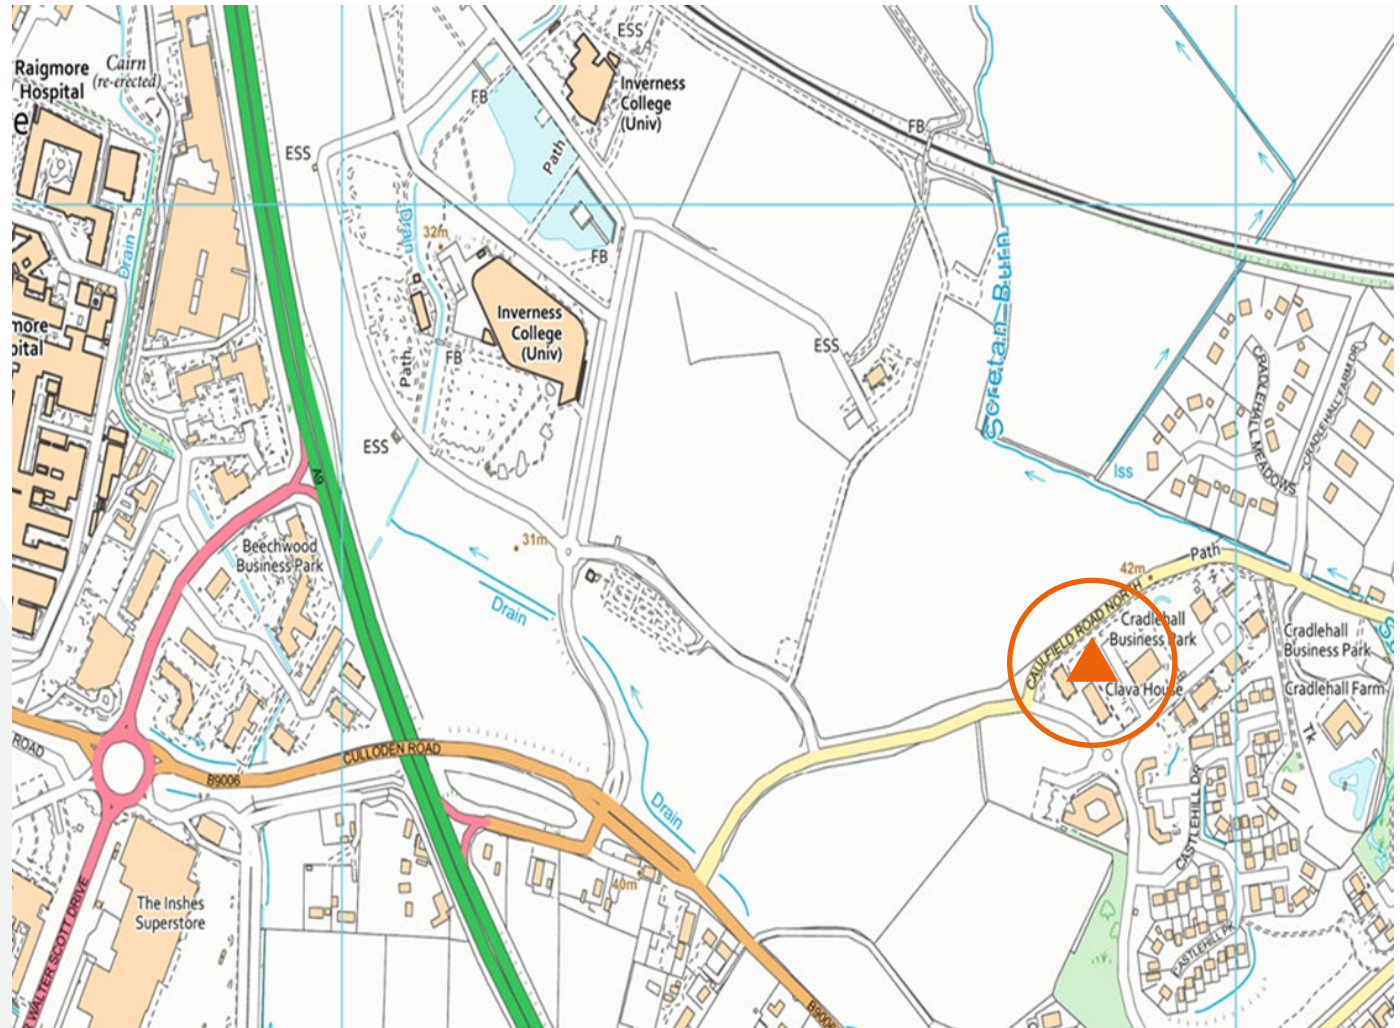 Raigmore
Hospital
Cairn
(re-erected)
e
ESS
FB
Inverness
College
(Univ)
Path
FB
ESS
Drain
Drain
32m
FB
Scretan Burn
Inverness
College
(Univ)
more
pital
FB
Path
ESS
CRADLEHALL MEADOWS
CRADLEHALL FARM DR
ESS
Iss
A9
31m
Beechwood
Business Park
Drain
Path
42m
CAULFIELD ROAD NORTH
Cradlehall
Business Park
Clava House
Cradlehall
Business Park
Cradlehall Farm
Tk
ROAD
B9006
CULLODEN ROAD
Drain
CASTLEHILL DR
40m
The Inshes
Superstore
WALTER SCOTT DRIVE
CASTLEHILL PK
B9006